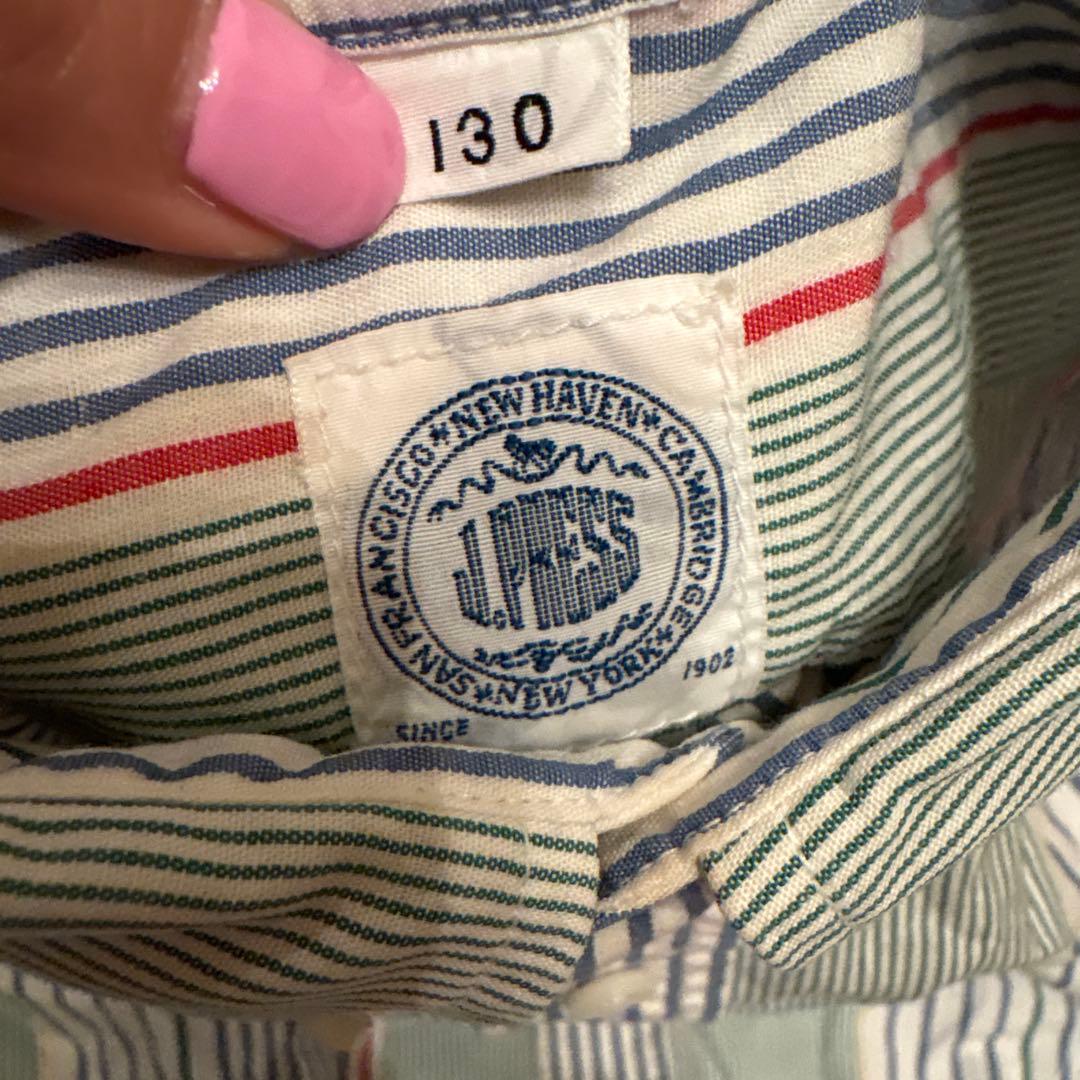 130
NEW HAVEN * CAMBRIDGE * NEW YORK * SAN FRANCISCO *
J.PRESS
SINCE 1902